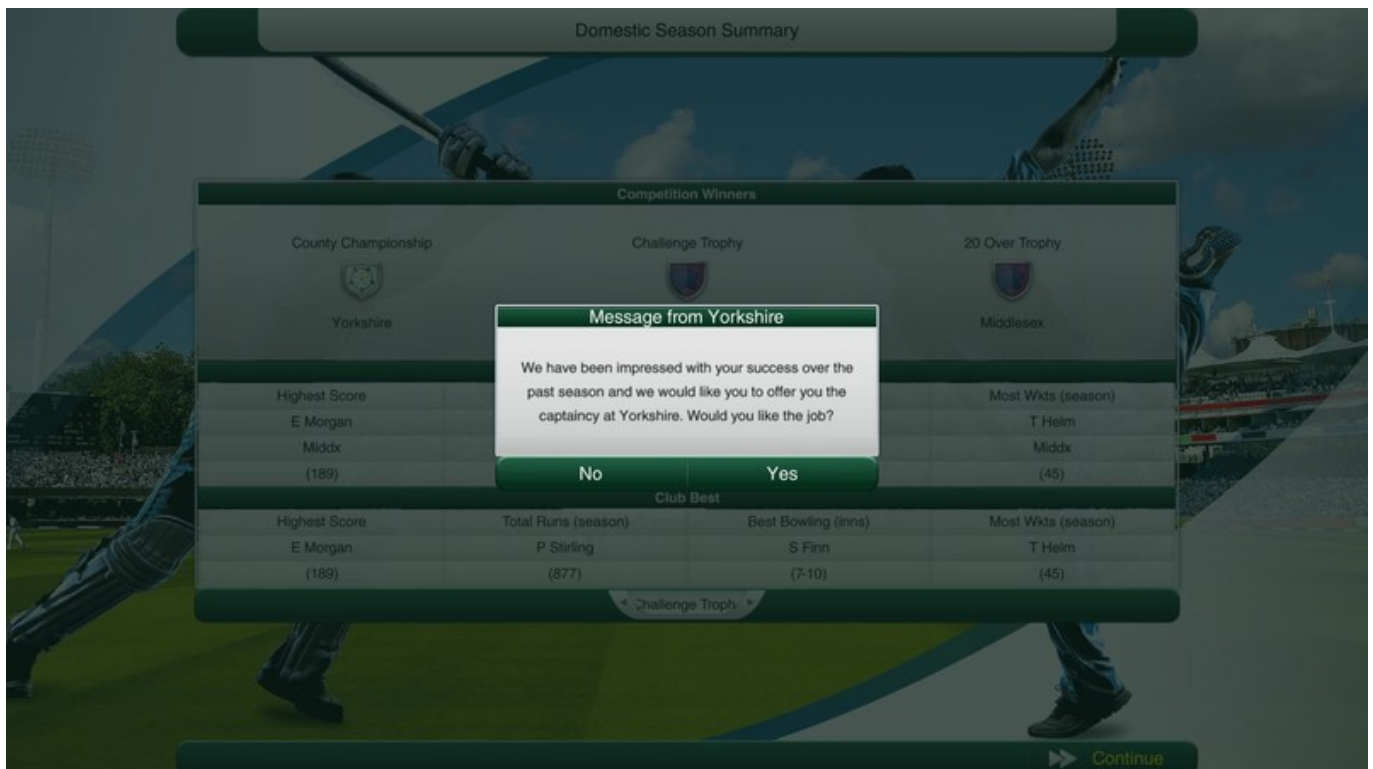 Domestic Season Summary
Competition Winners
County Championship Challenge Trophy 20 Over Trophy
Yorkshire Middlesex
Message from Yorkshire
We have been impressed with your success over the
past season and we would like you to offer you the
captaincy at Yorkshire. Would you like the job?
No Yes
Highest Score Most Wkts (season)
E Morgan T Helm
Middx Middx
(189) (45)
Club Best
Highest Score Total Runs (season) Best Bowling (inns) Most Wkts (season)
E Morgan P Stirling S Finn T Helm
(189) (877) (7-10) (45)
Challenge Troph
Continue